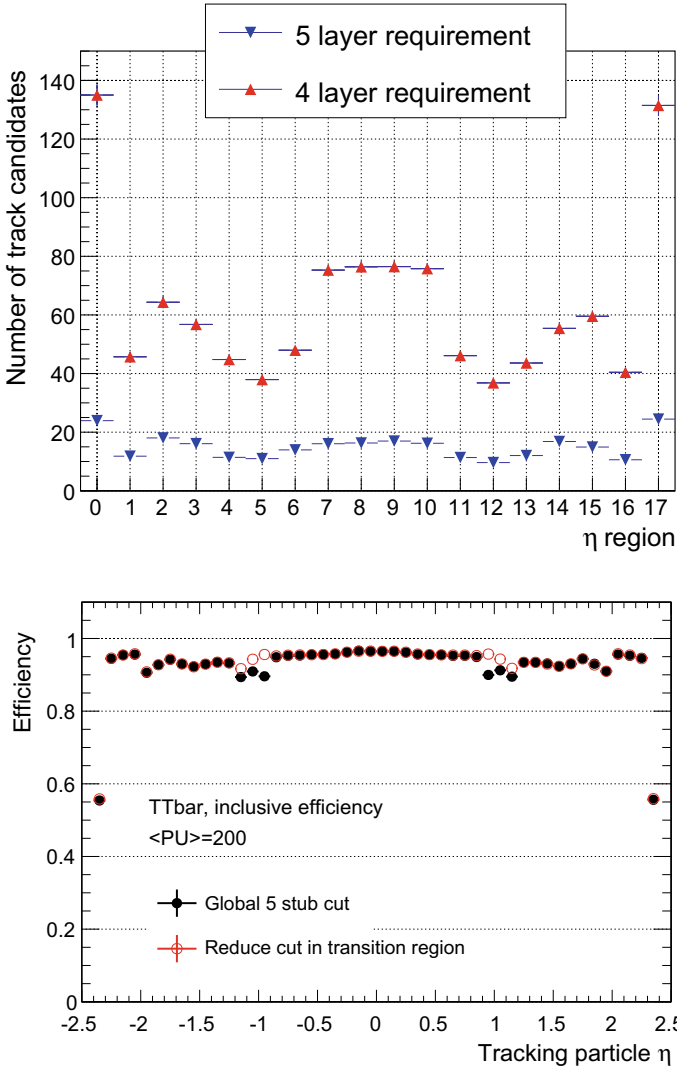 5 layer requirement
4 layer requirement
Number of track candidates
140
120
100
80
60
40
20
0
0 1 2 3 4 5 6 7 8 9 10 11 12 13 14 15 16 17
η region
Efficiency
1
0.8
0.6
0.4
0.2
0
TTbar, inclusive efficiency
<PU>=200
Global 5 stub cut
Reduce cut in transition region
-2.5 -2 -1.5 -1 -0.5 0 0.5 1 1.5 2 2.5
Tracking particle η